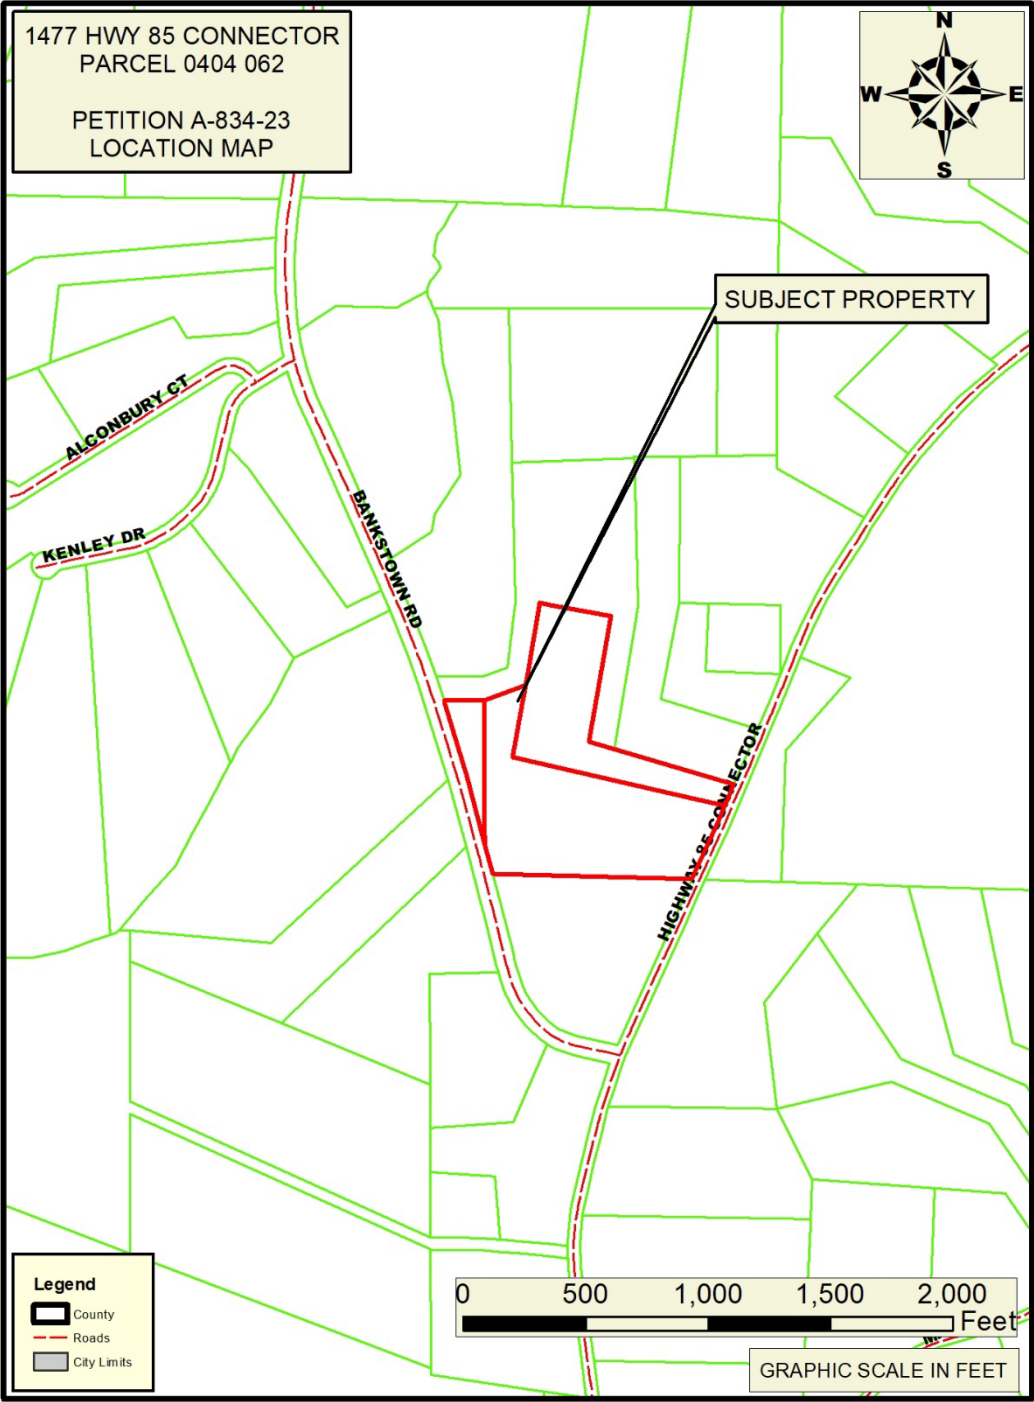 1477 HWY 85 CONNECTOR
PARCEL 0404 062
PETITION A-834-23
LOCATION MAP
N
W E
S
SUBJECT PROPERTY
ALCONBURY CT
KENLEY DR
BANKSTOWN RD
HIGHWAY 85 CONNECTOR
Legend
County
Roads
City Limits
0 500 1,000 1,500 2,000
Feet
GRAPHIC SCALE IN FEET